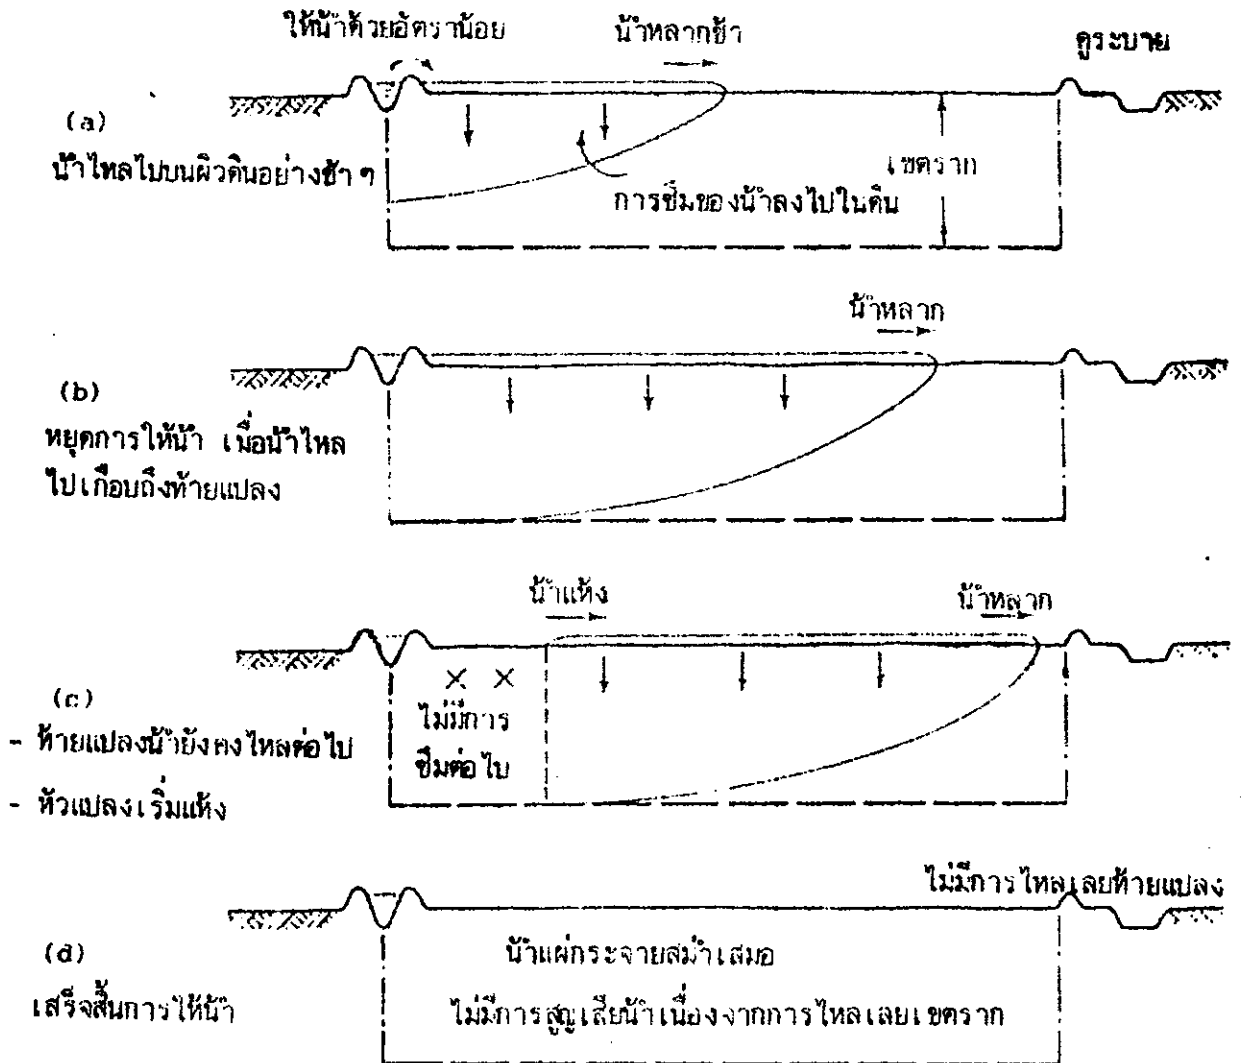 ให้น้ำด้วยอัตราน้อย
น้ำหลากช้า
คูระบาย
(a)
น้ำไหลไปบนผิวดินอย่างช้า ๆ
เขตราก
การซึมของน้ำลงไปในดิน
น้ำหลาก
(b)
หยุดการให้น้ำ เมื่อน้ำไหล
ไปเกือบถึงท้ายแปลง
น้ำแห้ง
น้ำหลาก
(c)
ไม่มีการ
ซึมต่อไป
- ท้ายแปลงน้ำยังคงไหลต่อไป
- หัวแปลงเริ่มแห้ง
ไม่มีการไหลเลยท้ายแปลง
(d)
น้ำแผ่กระจายสม่ำเสมอ
เสร็จสิ้นการให้น้ำ
ไม่มีการสูญเสียน้ำเนื่องจากการไหลเลยเขตราก